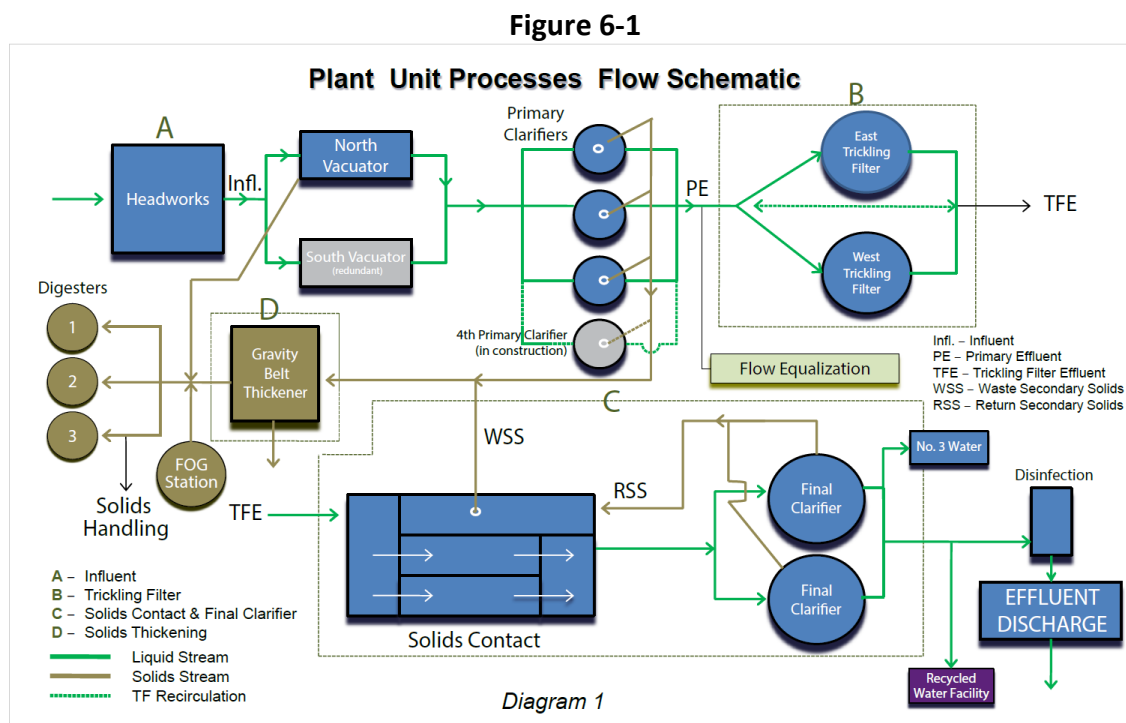 Figure 6-1
Plant Unit Processes Flow Schematic
A
Headworks
Infl.
North
Vacuator
South Vacuator
(redundant)
Primary
Clarifiers
4th Primary Clarifier
(in construction)
PE
B
East
Trickling
Filter
West
Trickling
Filter
TFE
Flow Equalization
Infl. – Influent
PE – Primary Effluent
TFE – Trickling Filter Effluent
WSS – Waste Secondary Solids
RSS – Return Secondary Solids
Digesters
1
2
3
D
Gravity
Belt
Thickener
FOG
Station
Solids
Handling
C
WSS
RSS
TFE
Solids Contact
Final
Clarifier
Final
Clarifier
No. 3 Water
Disinfection
EFFLUENT
DISCHARGE
Recycled
Water Facility
A – Influent
B – Trickling Filter
C – Solids Contact & Final Clarifier
D – Solids Thickening
Liquid Stream
Solids Stream
TF Recirculation
Diagram 1